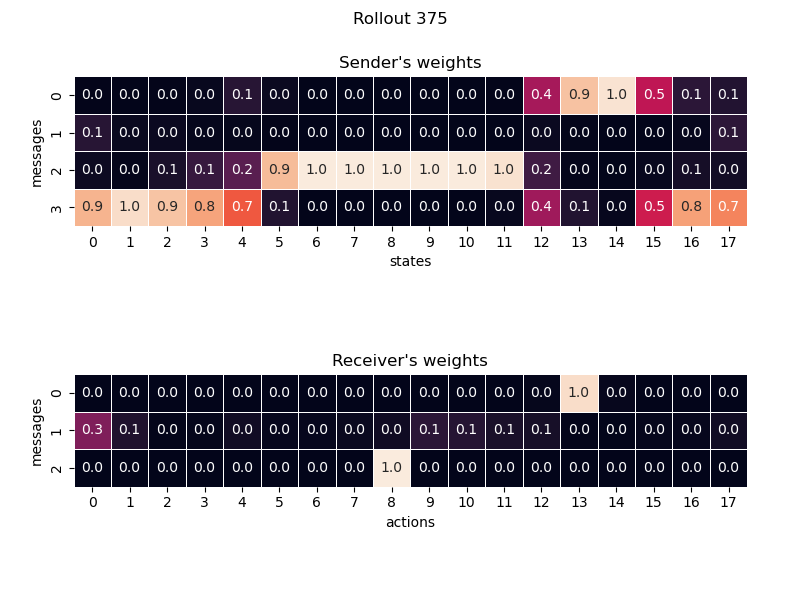 Rollout 375
Sender's weights
0 0.0 0.0 0.0 0.0 0.1 0.0 0.0 0.0 0.0 0.0 0.0 0.0 0.4 0.9 1.0 0.5 0.1 0.1
1 0.1 0.0 0.0 0.0 0.0 0.0 0.0 0.0 0.0 0.0 0.0 0.0 0.0 0.0 0.0 0.0 0.0 0.1
messages
2 0.0 0.0 0.1 0.1 0.2 0.9 1.0 1.0 1.0 1.0 1.0 1.0 0.2 0.0 0.0 0.0 0.1 0.0
3 0.9 1.0 0.9 0.8 0.7 0.1 0.0 0.0 0.0 0.0 0.0 0.0 0.4 0.1 0.0 0.5 0.8 0.7
0 1 2 3 4 5 6 7 8 9 10 11 12 13 14 15 16 17
states
Receiver's weights
0 0.0 0.0 0.0 0.0 0.0 0.0 0.0 0.0 0.0 0.0 0.0 0.0 0.0 1.0 0.0 0.0 0.0 0.0
messages
1 0.3 0.1 0.0 0.0 0.0 0.0 0.0 0.0 0.0 0.1 0.1 0.1 0.1 0.0 0.0 0.0 0.0 0.0
2 0.0 0.0 0.0 0.0 0.0 0.0 0.0 0.0 1.0 0.0 0.0 0.0 0.0 0.0 0.0 0.0 0.0 0.0
0 1 2 3 4 5 6 7 8 9 10 11 12 13 14 15 16 17
actions